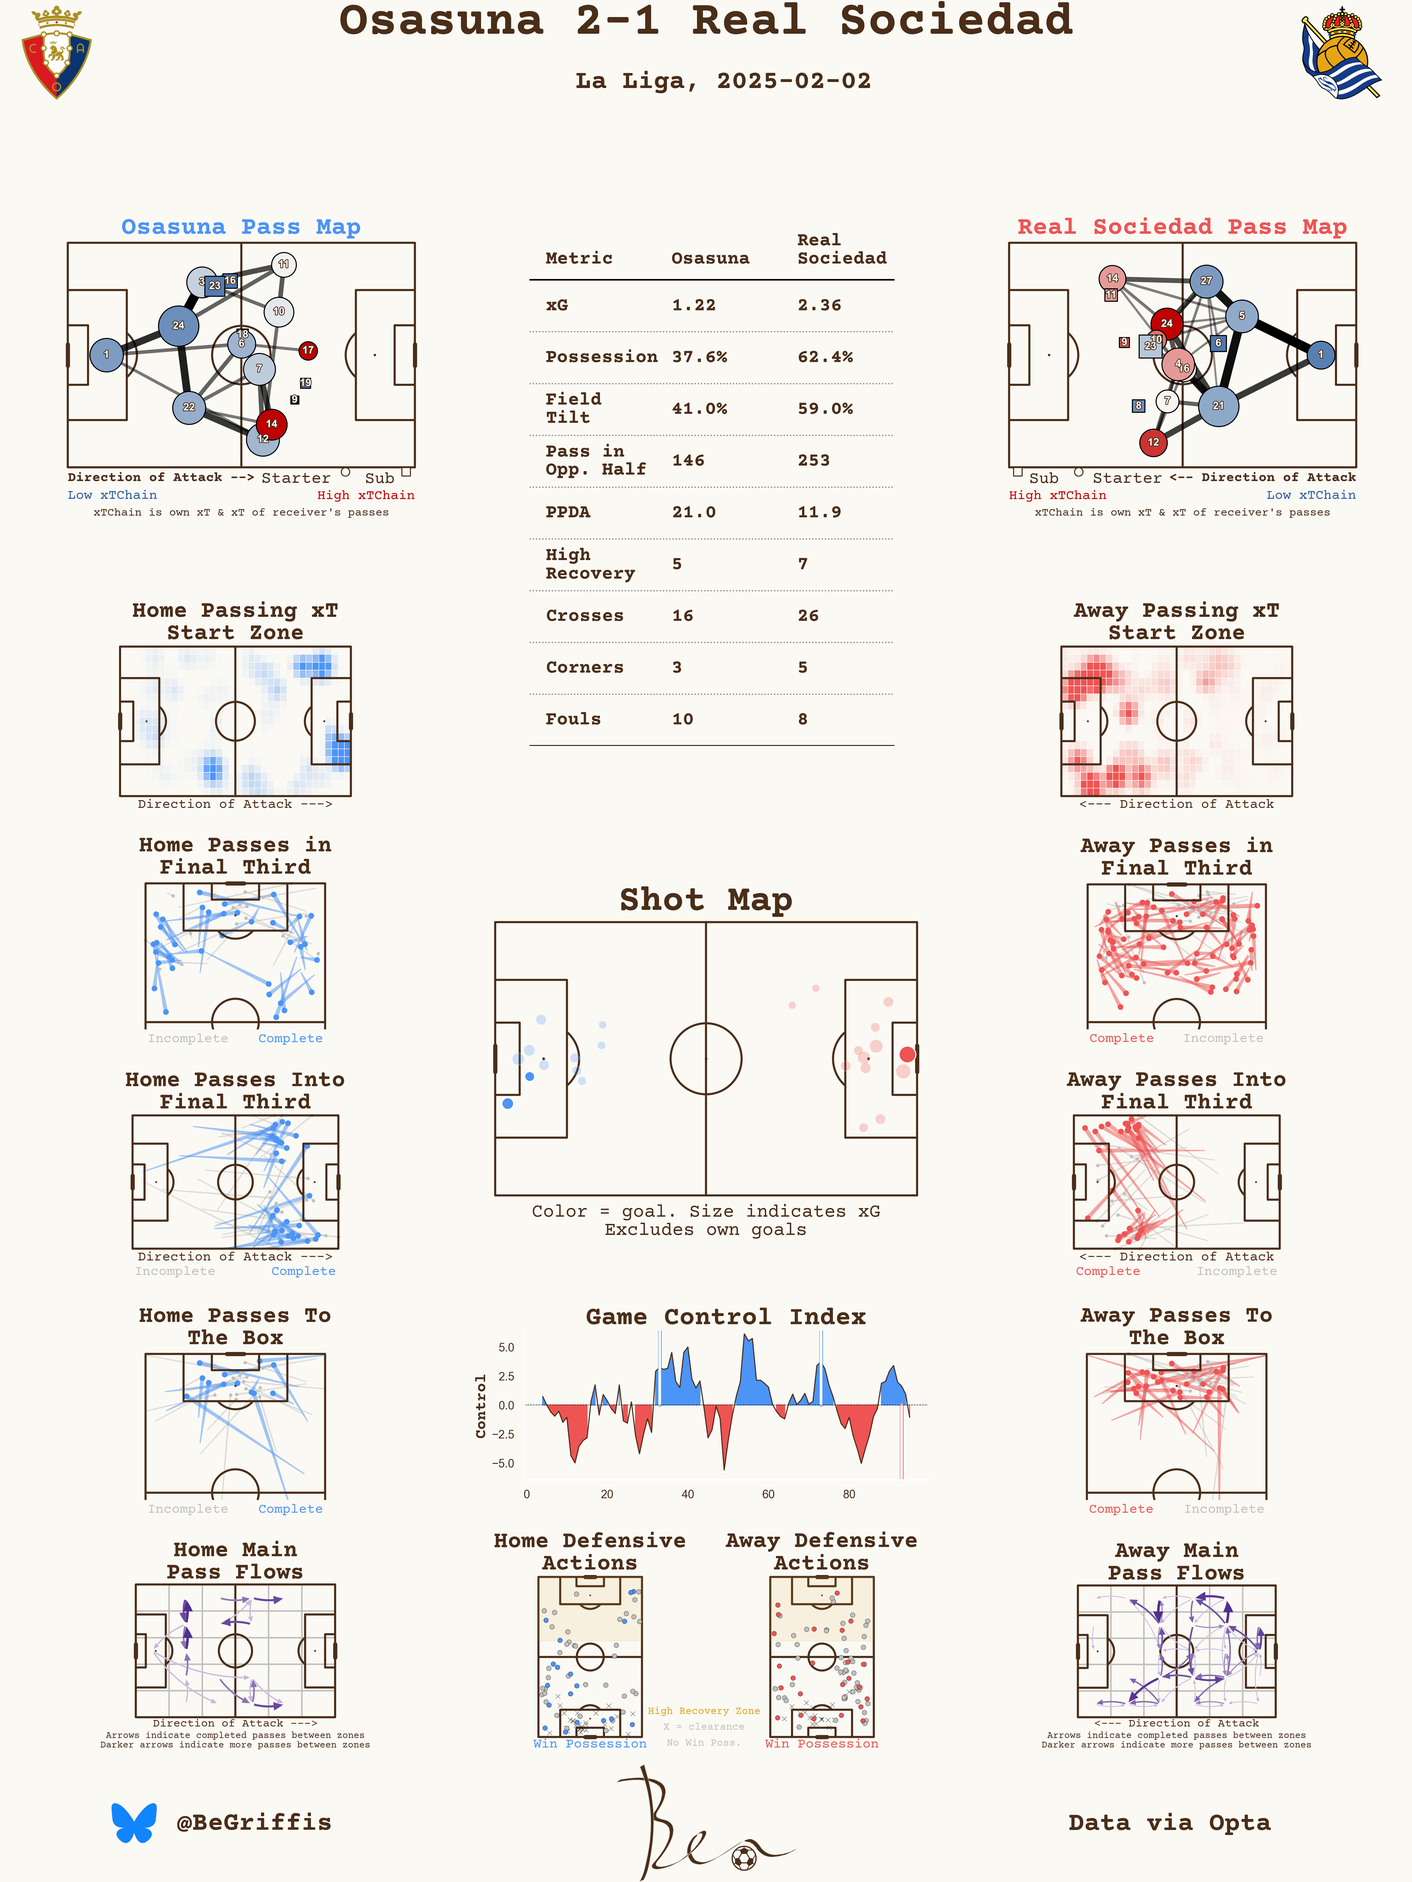 Osasuna 2-1 Real Sociedad
La Liga, 2025-02-02
Osasuna Pass Map
11
3
16
23
10
24
18
6
17
1
7
19
9
22
14
12
Direction of Attack -->
Starter
Sub
Low xTChain
High xTChain
xTChain is own xT & xT of receiver's passes
Metric Osasuna Real Sociedad
xG 1.22 2.36
Possession 37.6% 62.4%
Field Tilt 41.0% 59.0%
Pass in Opp. Half 146 253
PPDA 21.0 11.9
High Recovery 5 7
Crosses 16 26
Corners 3 5
Fouls 10 8
Real Sociedad Pass Map
14
27
11
24
5
10
9
23
6
1
4
16
7
8
21
12
Sub
Starter
<-- Direction of Attack
High xTChain
Low xTChain
xTChain is own xT & xT of receiver's passes
Home Passing xT
Start Zone
Direction of Attack --->
Away Passing xT
Start Zone
<--- Direction of Attack
Home Passes in
Final Third
Incomplete
Complete
Away Passes in
Final Third
Complete
Incomplete
Shot Map
Color = goal. Size indicates xG
Excludes own goals
Home Passes Into
Final Third
Direction of Attack --->
Incomplete
Complete
Away Passes Into
Final Third
<--- Direction of Attack
Complete
Incomplete
Home Passes To
The Box
Incomplete
Complete
Game Control Index
Control
5.0
2.5
0.0
−2.5
−5.0
0
20
40
60
80
Away Passes To
The Box
Complete
Incomplete
Home Main
Pass Flows
Direction of Attack --->
Arrows indicate completed passes between zones
Darker arrows indicate more passes between zones
Home Defensive
Actions
Win Possession
High Recovery Zone
X = clearance
No Win Poss.
Away Defensive
Actions
Win Possession
Away Main
Pass Flows
<--- Direction of Attack
Arrows indicate completed passes between zones
Darker arrows indicate more passes between zones
@BeGriffis
Ben
Data via Opta